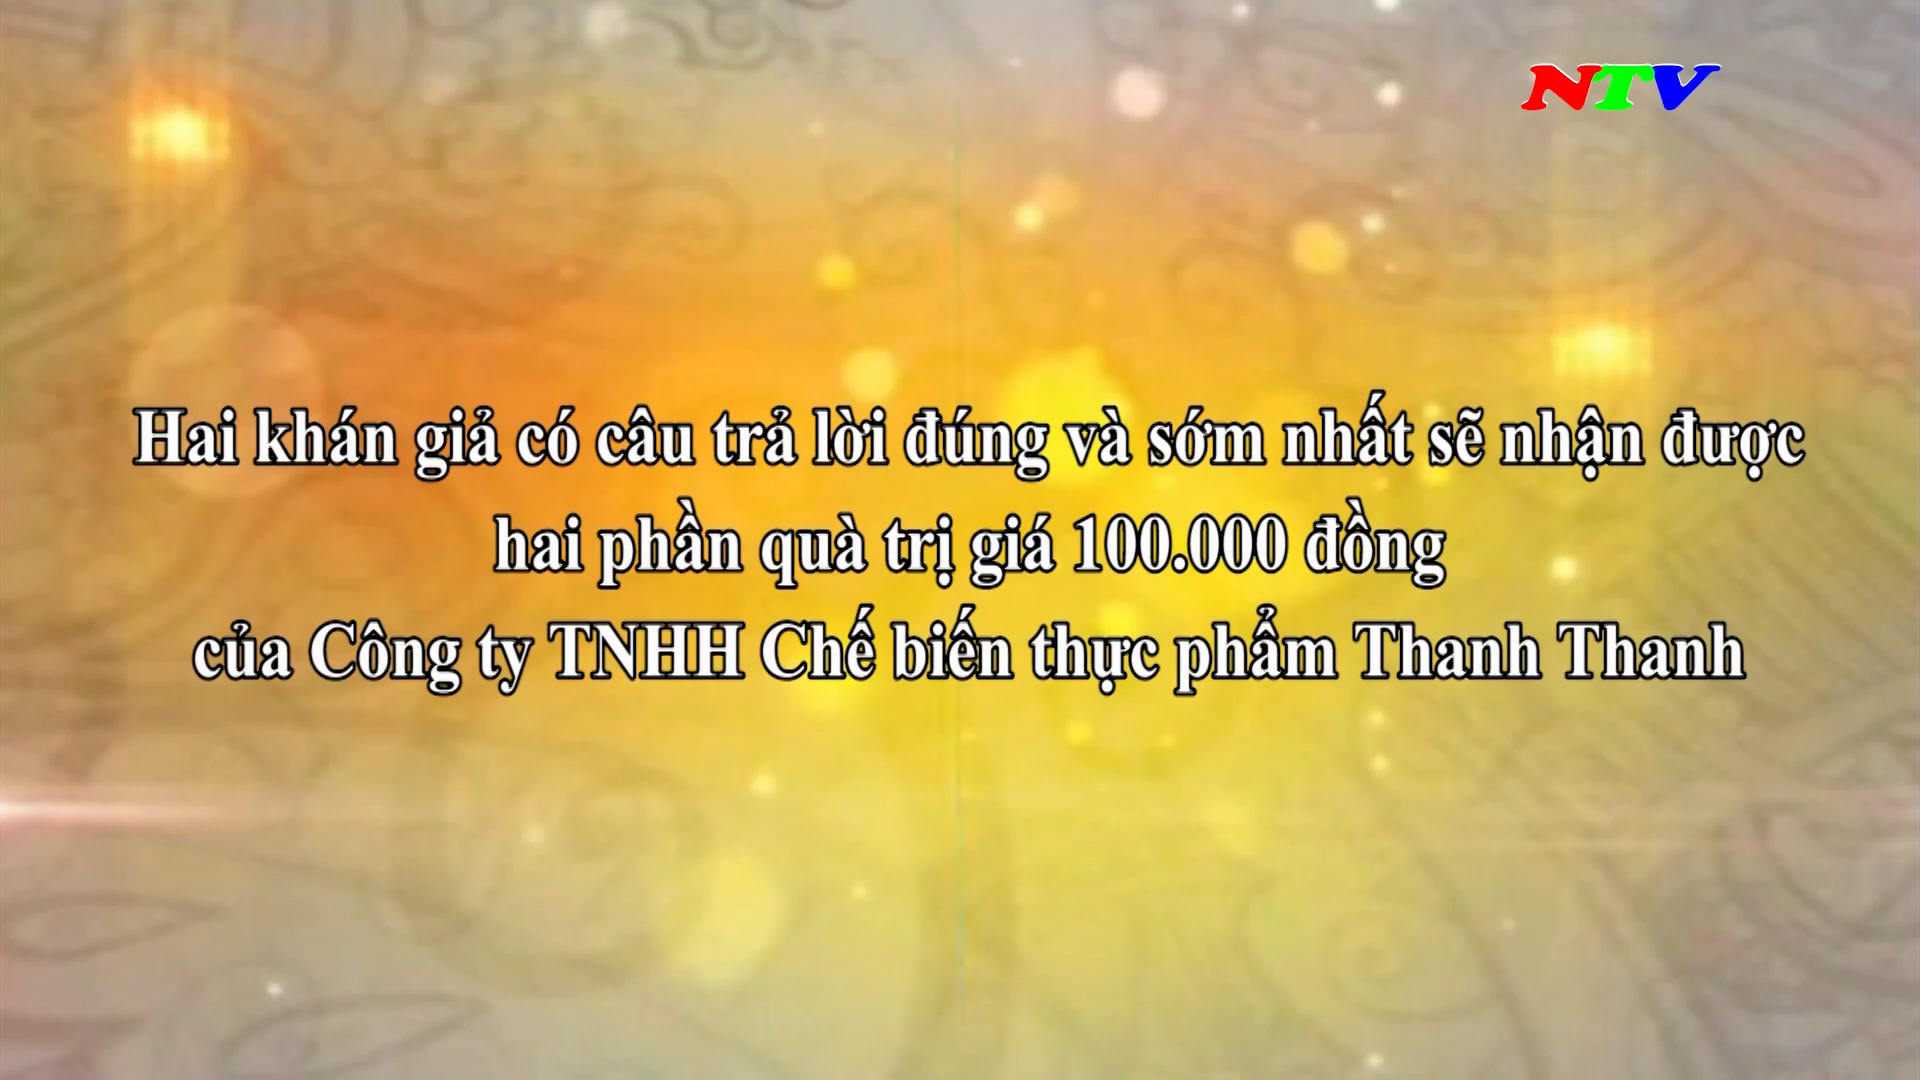 NTV
Hai khán giả có câu trả lời đúng và sớm nhất sẽ nhận được
hai phần quà trị giá 100.000 đồng
của Công ty TNHH Chế biến thực phẩm Thanh Thanh